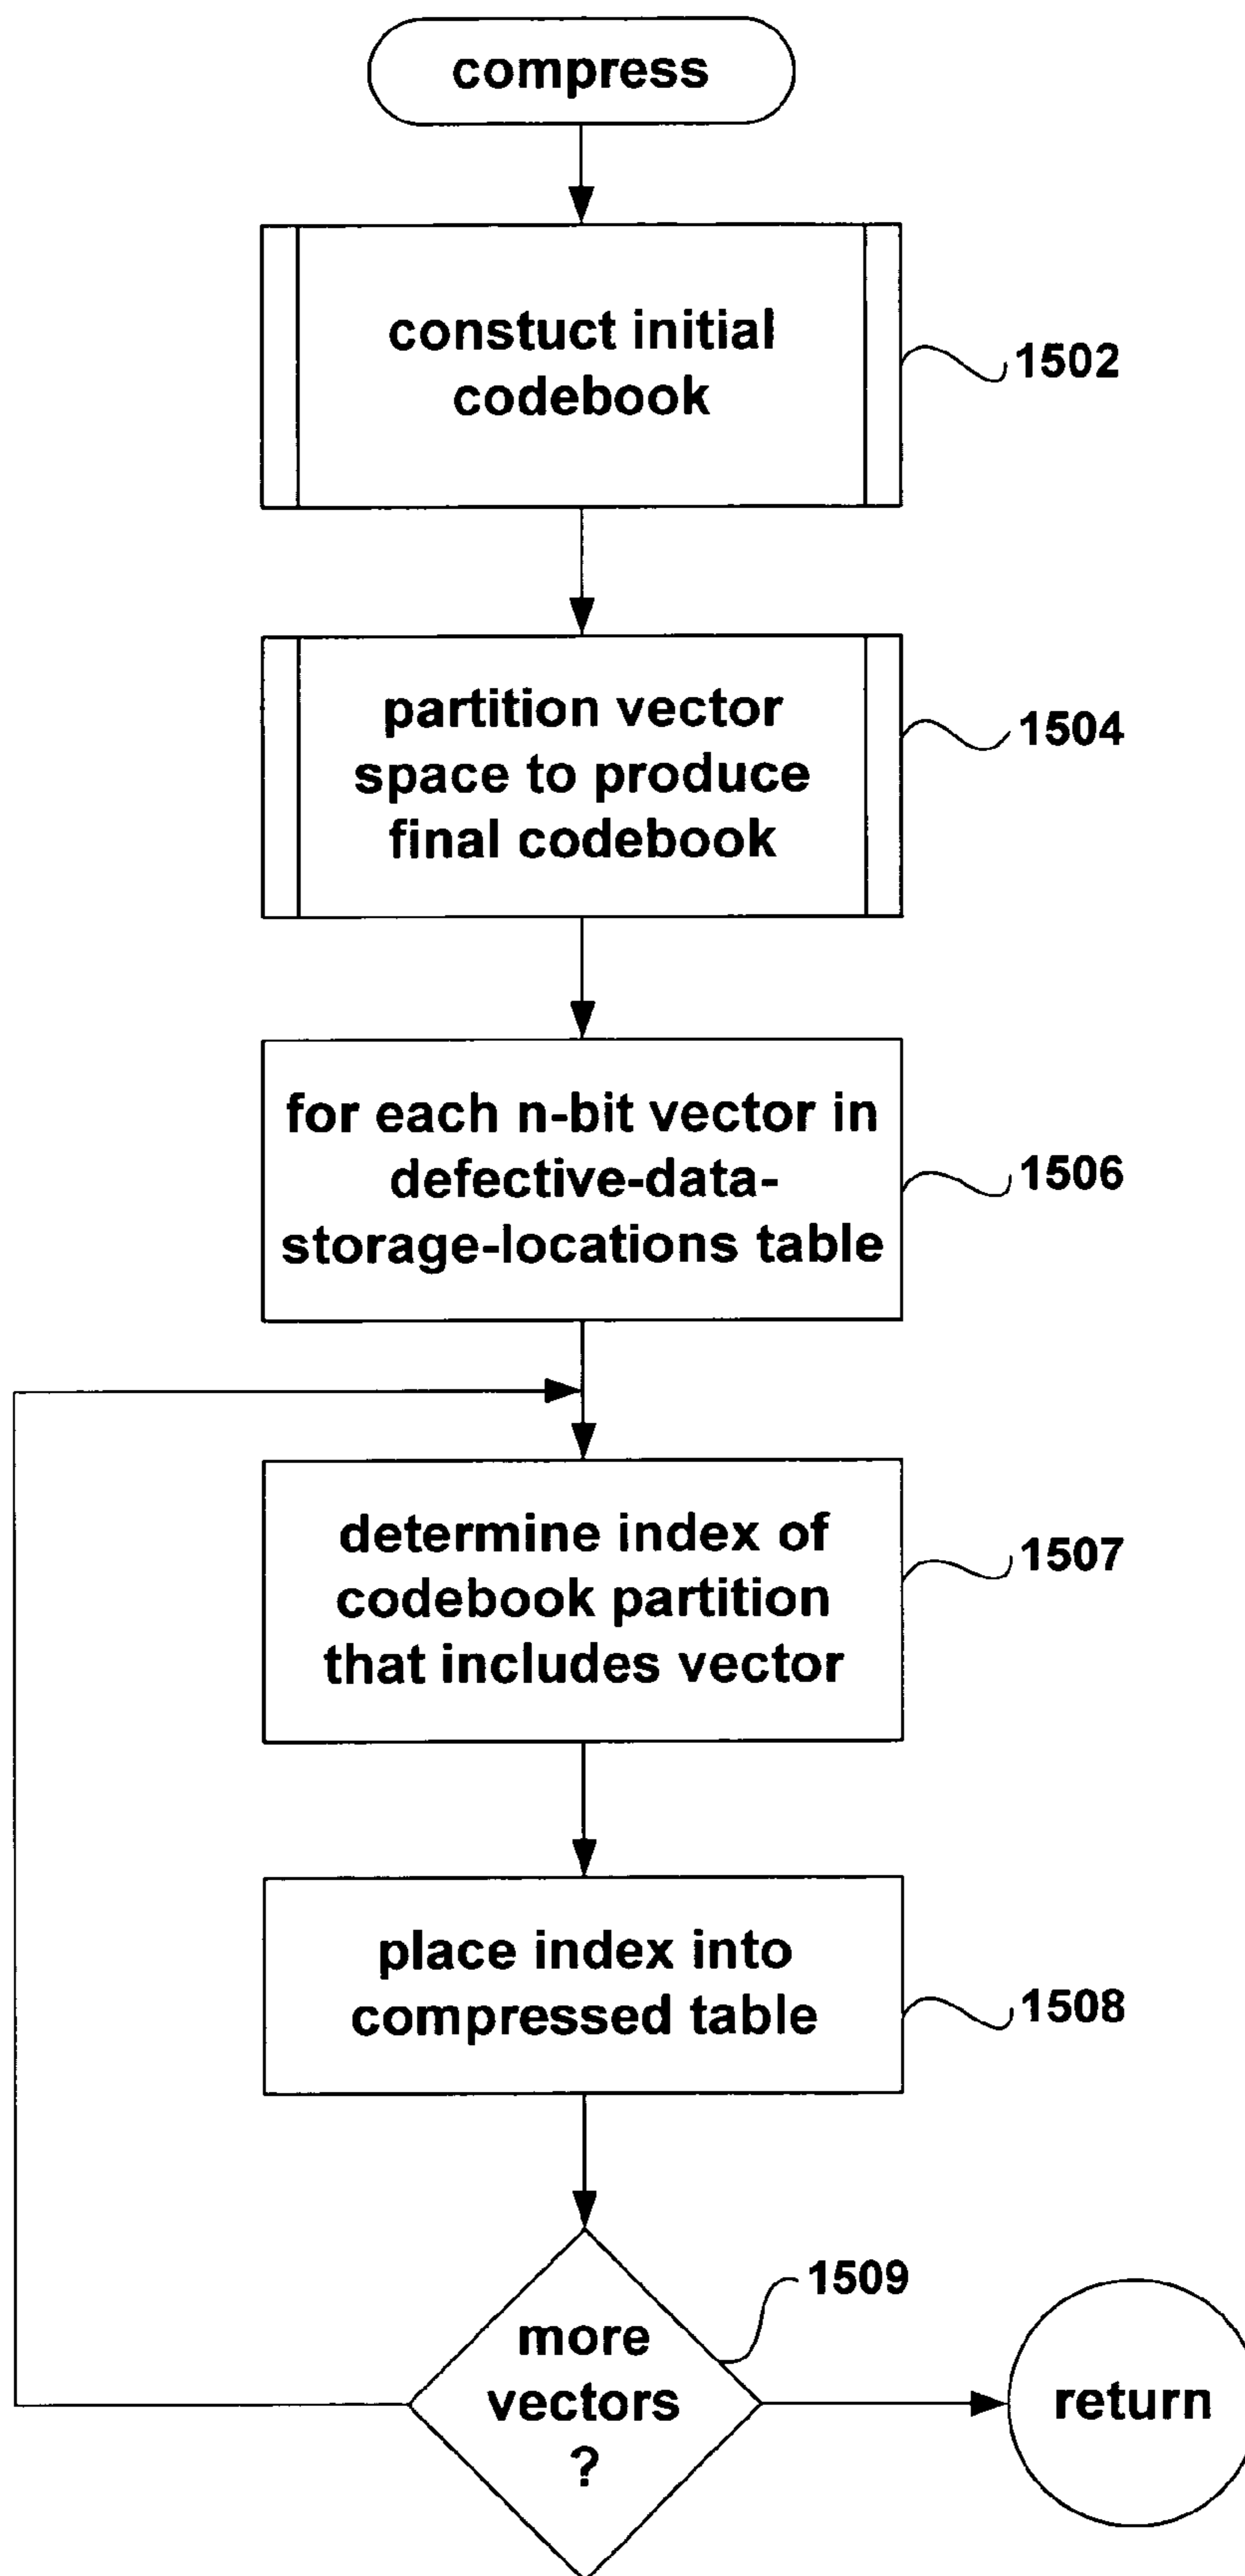 compress
constuct initial
codebook
1502
partition vector
space to produce
final codebook
1504
for each n-bit vector in
defective-data-
storage-locations table
1506
determine index of
codebook partition
that includes vector
1507
place index into
compressed table
1508
more
vectors
?
1509
return